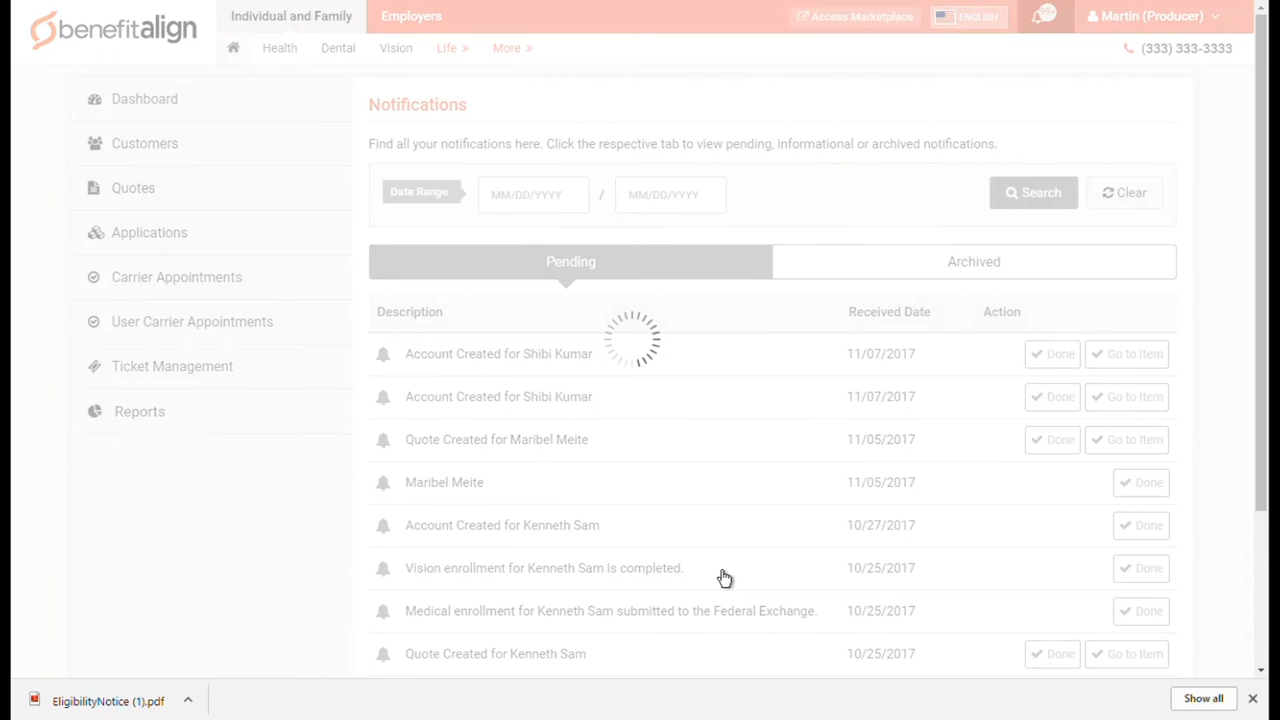 benefitalign
Individual and Family
Employers
Access Marketplace
ENGLISH
Martin (Producer)
Health
Dental
Vision
Life »
More »
(333) 333-3333
Dashboard
Customers
Quotes
Applications
Carrier Appointments
User Carrier Appointments
Ticket Management
Reports
Notifications
Find all your notifications here. Click the respective tab to view pending, informational or archived notifications.
Date Range
MM/DD/YYYY / MM/DD/YYYY
Search
Clear
Pending
Archived
Description Received Date Action
Account Created for Shibi Kumar 11/07/2017 Done Go to Item
Account Created for Shibi Kumar 11/07/2017 Done Go to Item
Quote Created for Maribel Meite 11/05/2017 Done Go to Item
Maribel Meite 11/05/2017 Done
Account Created for Kenneth Sam 10/27/2017 Done
Vision enrollment for Kenneth Sam is completed. 10/25/2017 Done
Medical enrollment for Kenneth Sam submitted to the Federal Exchange. 10/25/2017 Done
Quote Created for Kenneth Sam 10/25/2017 Done Go to Item
EligibilityNotice (1).pdf
Show all